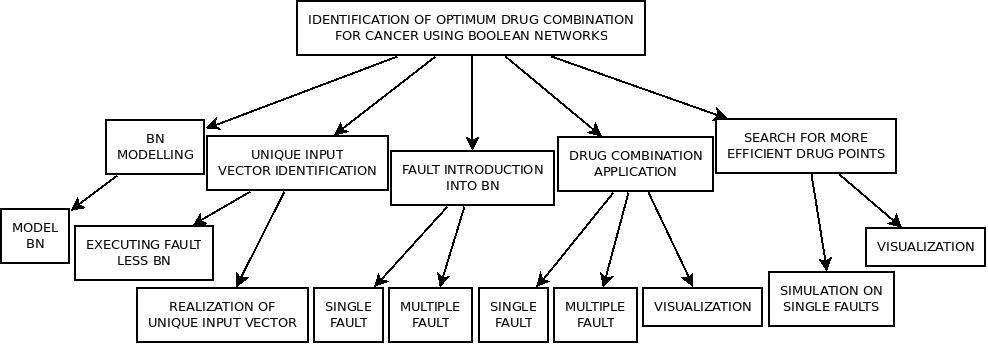 IDENTIFICATION OF OPTIMUM DRUG COMBINATION
FOR CANCER USING BOOLEAN NETWORKS
BN
MODELLING
UNIQUE INPUT
VECTOR IDENTIFICATION
FAULT INTRODUCTION
INTO BN
DRUG COMBINATION
APPLICATION
SEARCH FOR MORE
EFFICIENT DRUG POINTS
MODEL
BN
EXECUTING FAULT
LESS BN
REALIZATION OF
UNIQUE INPUT VECTOR
SINGLE
FAULT
MULTIPLE
FAULT
SINGLE
FAULT
MULTIPLE
FAULT
VISUALIZATION
SIMULATION ON
SINGLE FAULTS
VISUALIZATION